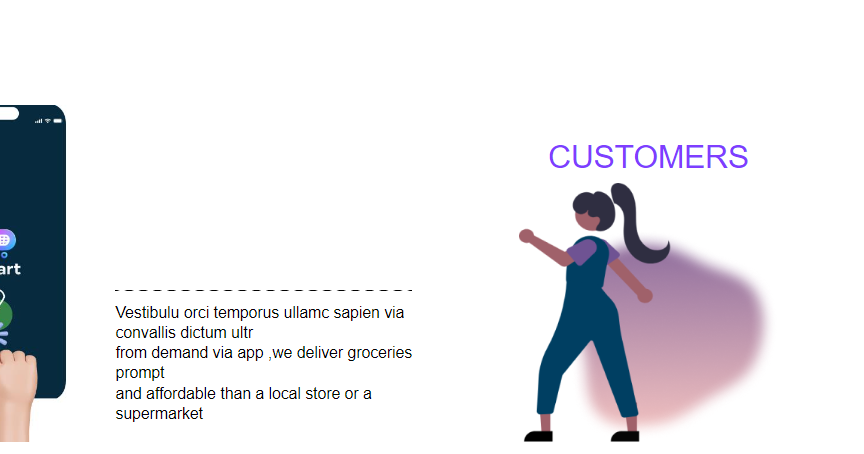 CUSTOMERS
art
Vestibulu orci temporus ullamc sapien via
convallis dictum ultr
from demand via app ,we deliver groceries
prompt
and affordable than a local store or a
supermarket